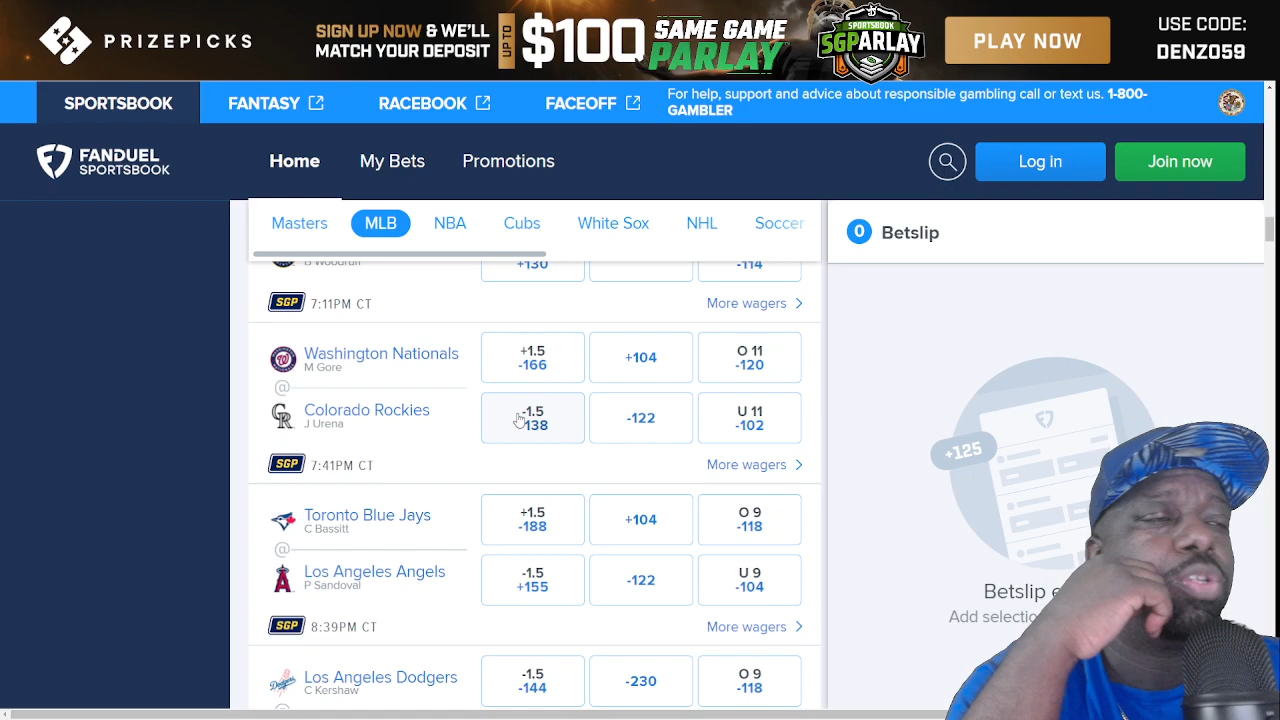 PRIZEPICKS
SIGN UP NOW & WE'LL
MATCH YOUR DEPOSIT
UP TO
$100
SAME GAME
PARLAY
SPORTSBOOK
SGPARLAY
PLAY NOW
USE CODE:
DENZO59
SPORTSBOOK
FANTASY
RACEBOOK
FACEOFF
For help, support and advice about responsible gambling call or text us. 1-800-
GAMBLER
FANDUEL
SPORTSBOOK
Home
My Bets
Promotions
Log in
Join now
Masters
MLB
NBA
Cubs
White Sox
NHL
Soccer
0 Betslip
B Woodruff
+130
-114
SGP 7:11PM CT
More wagers
Washington Nationals
M Gore
+1.5
-166
+104
O 11
-120
@
Colorado Rockies
J Urena
-1.5
138
-122
U 11
-102
SGP 7:41PM CT
More wagers
Toronto Blue Jays
C Bassitt
+1.5
-188
+104
O 9
-118
@
Los Angeles Angels
P Sandoval
-1.5
+155
-122
U 9
-104
SGP 8:39PM CT
More wagers
Los Angeles Dodgers
C Kershaw
-1.5
-144
-230
O 9
-118
+125
Betslip e
Add selectio